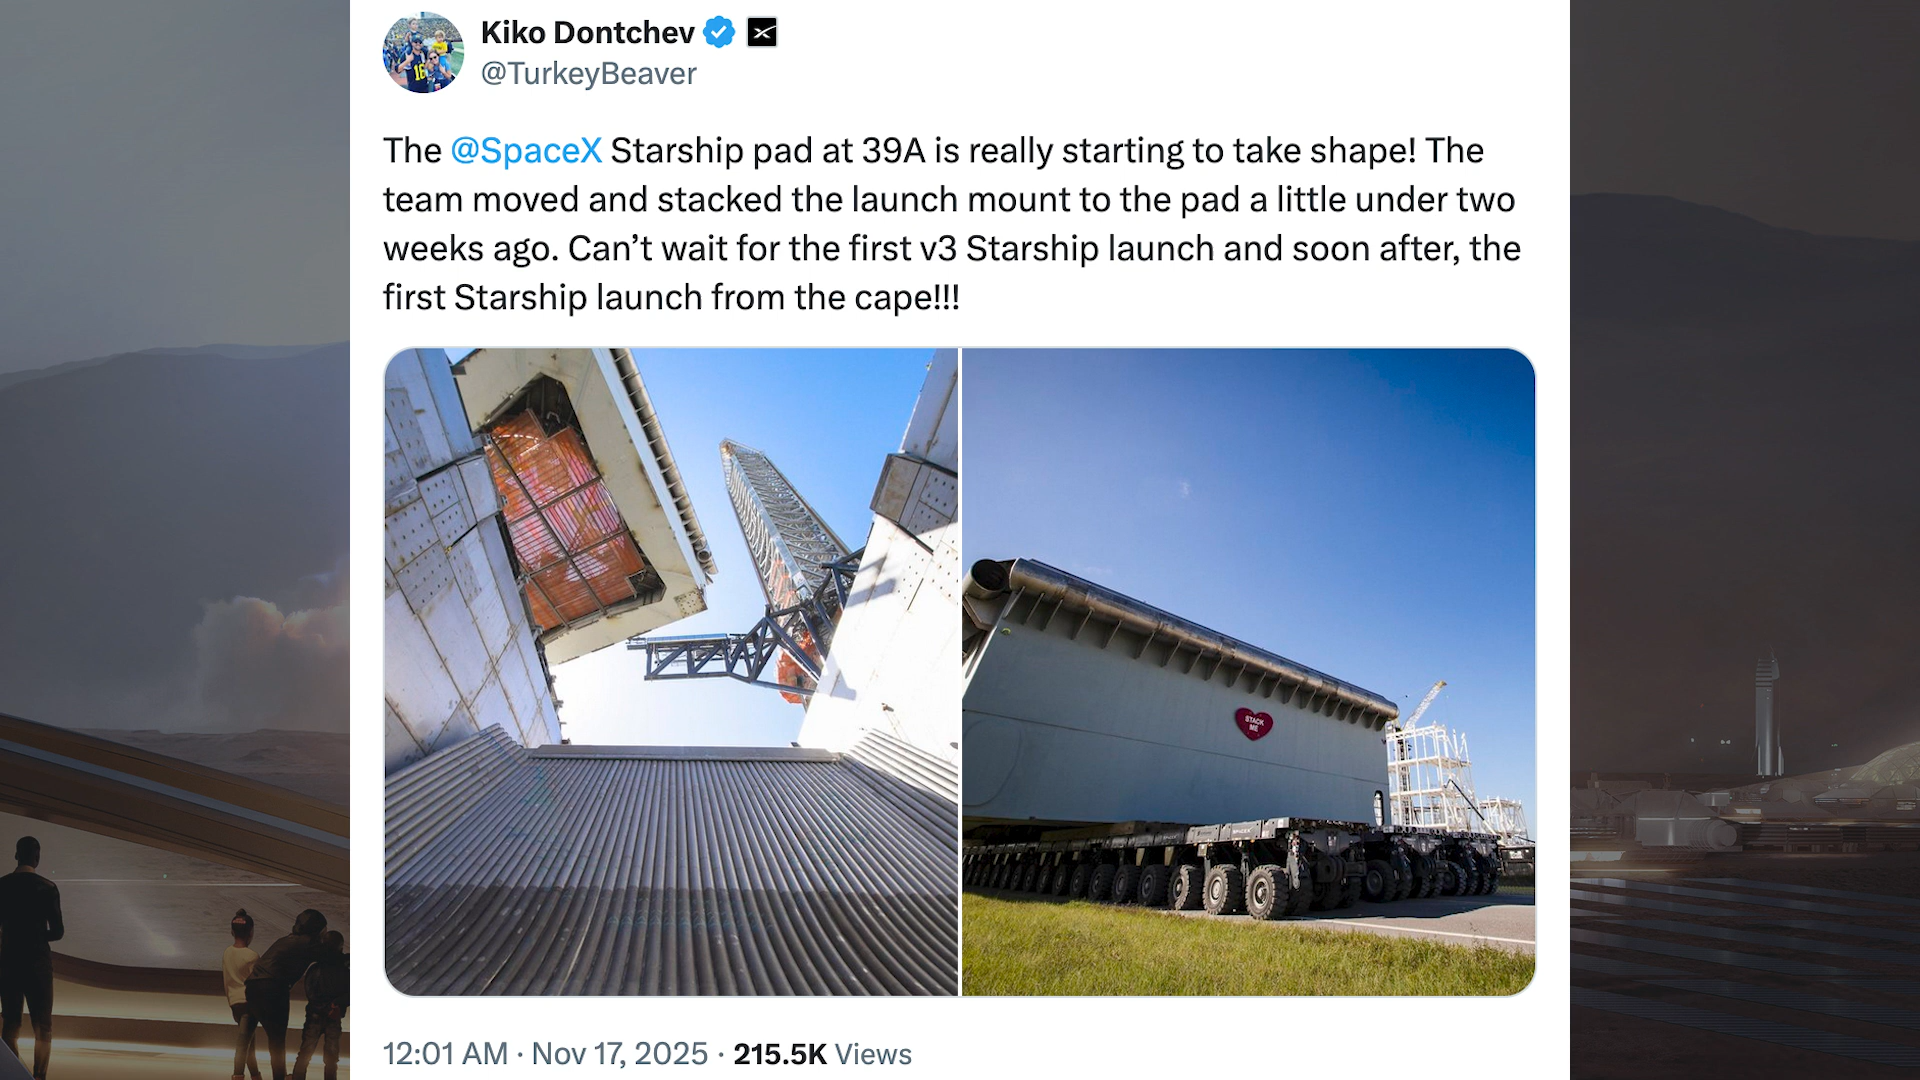 Kiko Dontchev
@TurkeyBeaver
The @SpaceX Starship pad at 39A is really starting to take shape! The
team moved and stacked the launch mount to the pad a little under two
weeks ago. Can’t wait for the first v3 Starship launch and soon after, the
first Starship launch from the cape!!!
STACK
ME
12:01 AM · Nov 17, 2025 · 215.5K Views